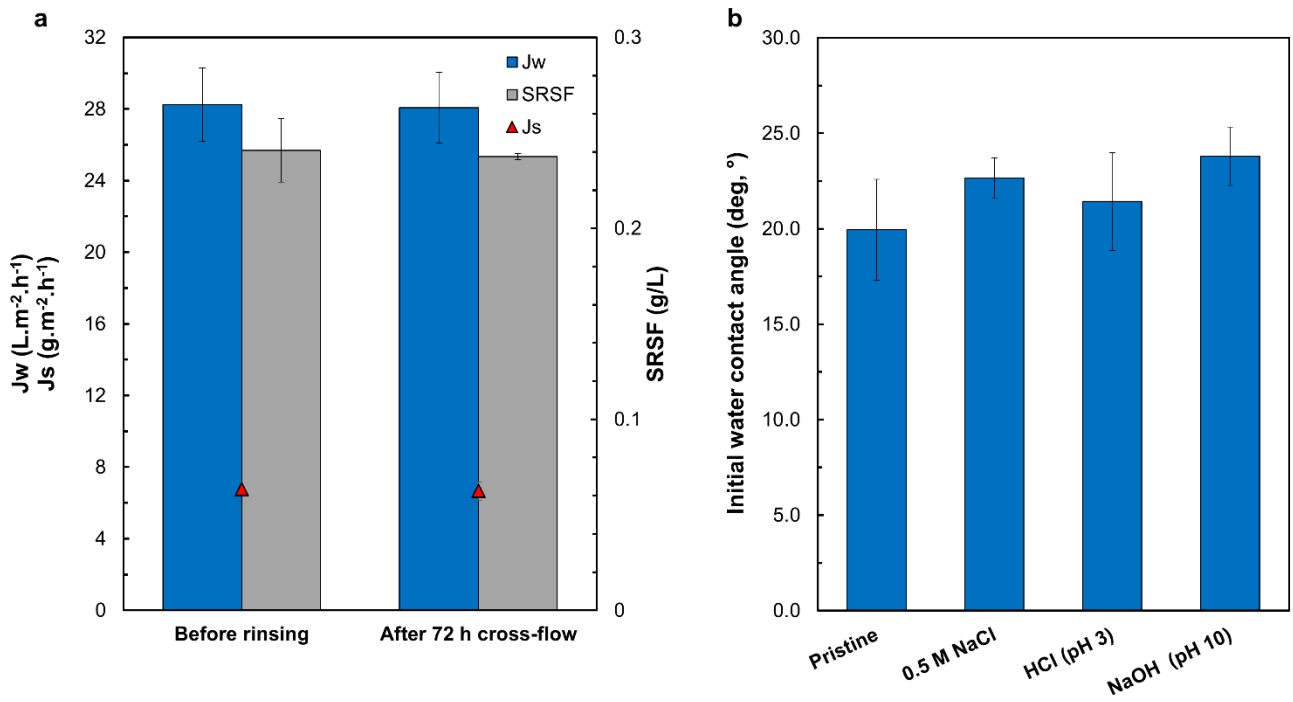 a
32
28
24
20
16
12
8
4
0
Jw (L.m⁻².h⁻¹)
Js (g.m⁻².h⁻¹)
Jw
SRSF
Js
0.3
0.2
0.1
0
SRSF (g/L)
Before rinsing
After 72 h cross-flow
b
30.0
25.0
20.0
15.0
10.0
5.0
0.0
Initial water contact angle (deg, °)
Pristine
0.5 M NaCl
HCl (pH 3)
NaOH (pH 10)